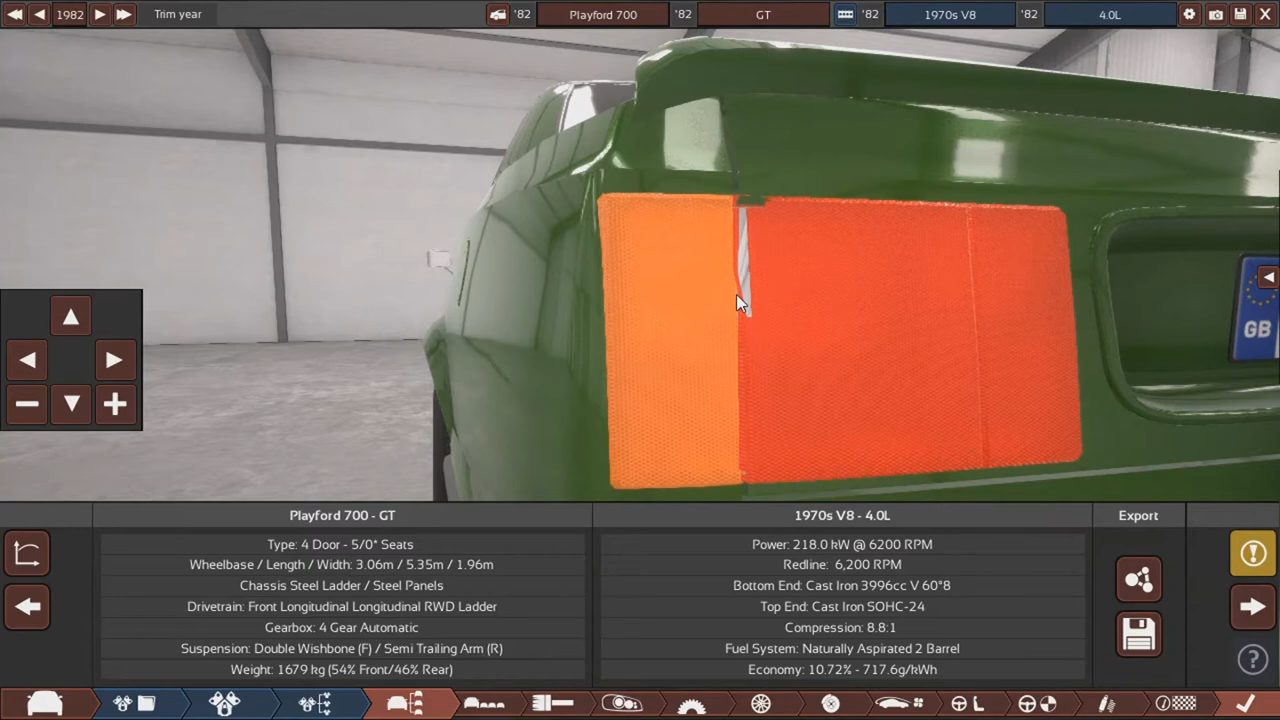 1982 Trim year '82 Playford 700 '82 GT '82 1970s V8 '82 4.0L
GB
Playford 700 - GT
Type: 4 Door - 5/0* Seats
Wheelbase / Length / Width: 3.06m / 5.35m / 1.96m
Chassis Steel Ladder / Steel Panels
Drivetrain: Front Longitudinal Longitudinal RWD Ladder
Gearbox: 4 Gear Automatic
Suspension: Double Wishbone (F) / Semi Trailing Arm (R)
Weight: 1679 kg (54% Front/46% Rear)
1970s V8 - 4.0L
Power: 218.0 kW @ 6200 RPM
Redline: 6,200 RPM
Bottom End: Cast Iron 3996cc V 60°8
Top End: Cast Iron SOHC-24
Compression: 8.8:1
Fuel System: Naturally Aspirated 2 Barrel
Economy: 10.72% - 717.6g/kWh
Export